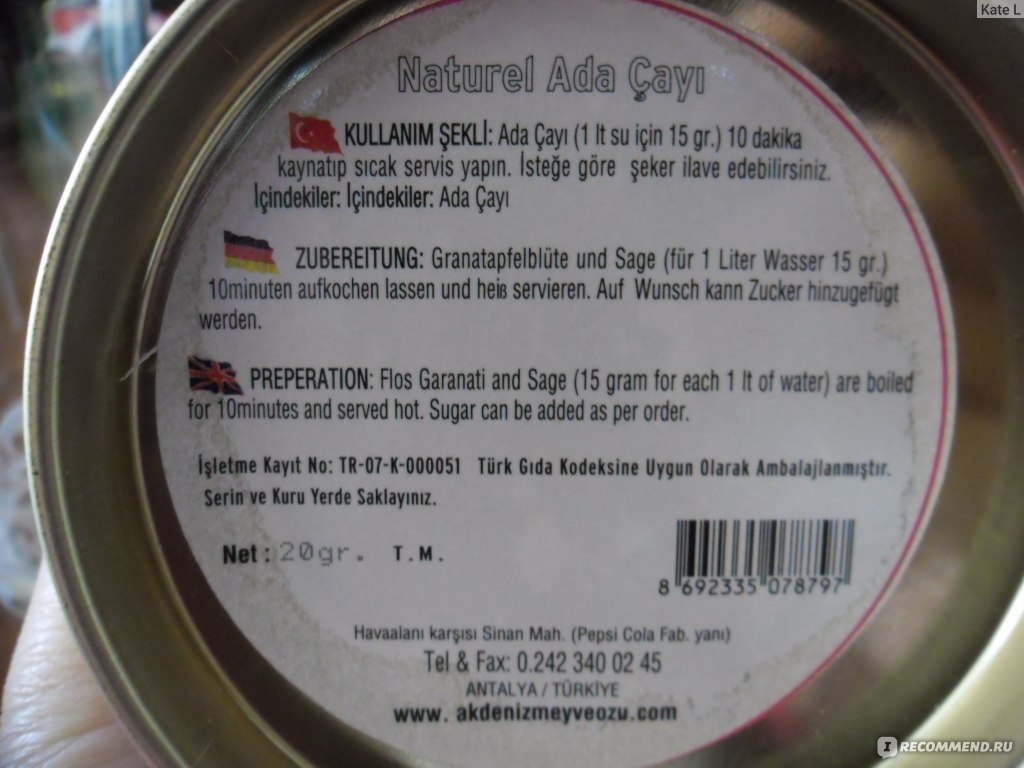 Kate L
Naturel Ada Çayı
KULLANIM ŞEKLİ: Ada Çayı (1 lt su için 15 gr.) 10 dakika
kaynatıp sıcak servis yapın. İsteğe göre şeker ilave edebilirsiniz.
İçindekiler: İçindekiler: Ada Çayı
ZUBEREITUNG: Granatapfelblüte und Sage (für 1 Liter Wasser 15 gr.)
10minuten aufkochen lassen und heiß servieren. Auf Wunsch kann Zucker hinzugefügt
werden.
PREPERATION: Flos Garanati and Sage (15 gram for each 1 lt of water) are boiled
for 10minutes and served hot. Sugar can be added as per order.
İşletme Kayıt No: TR-07-K-000051 Türk Gıda Kodeksine Uygun Olarak Ambalajlanmıştır.
Serin ve Kuru Yerde Saklayınız.
Net : 20gr. T.M.
8 692335 078797
Havaalanı karşısı Sinan Mah. (Pepsi Cola Fab. yanı)
Tel & Fax: 0.242 340 02 45
ANTALYA / TÜRKİYE
www. akdenizmeyveozu.com
I RECOMMEND.RU